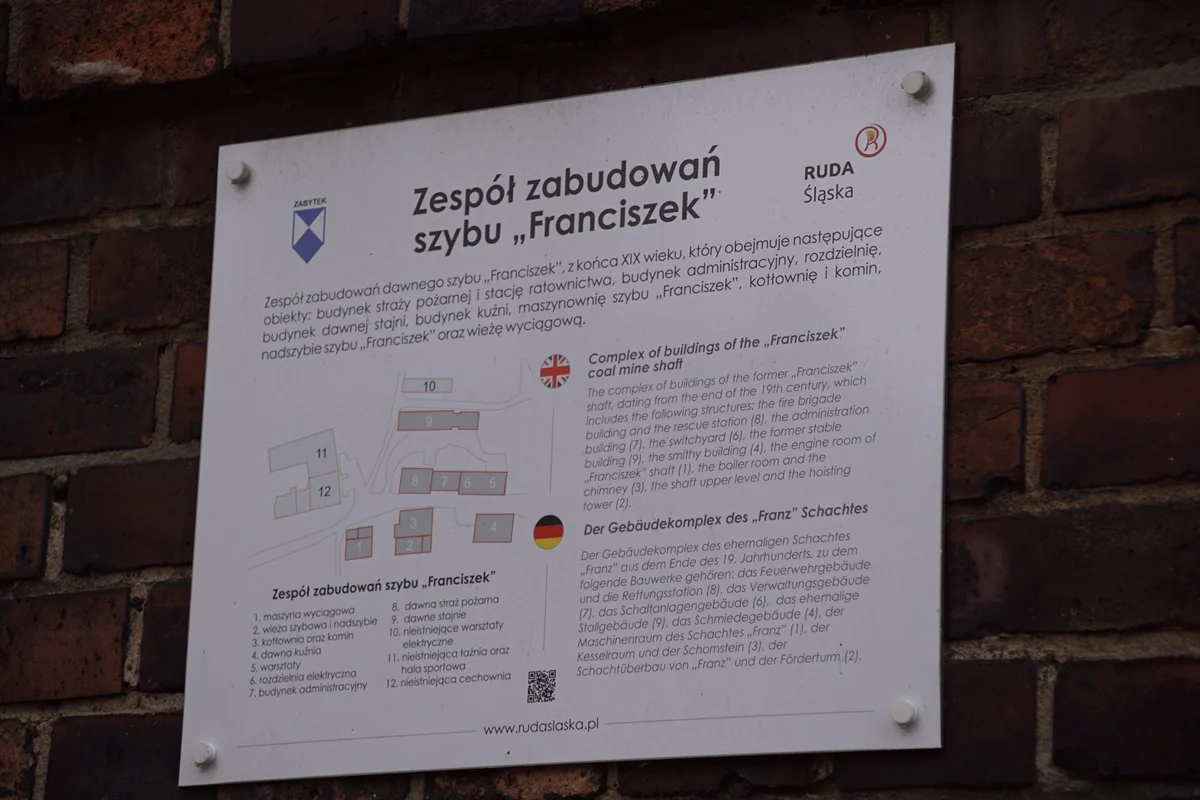 ZABYTEK
Zespół zabudowań
szybu „Franciszek”
RUDA
Śląska
Zespół zabudowań dawnego szybu „Franciszek”, z końca XIX wieku, który obejmuje następujące
obiekty: budynek straży pożarnej i stację ratownictwa, budynek administracyjny, rozdzielnię,
budynek dawnej stajni, budynek kuźni, maszynownię szybu „Franciszek”, kotłownię i komin,
nadszybie szybu „Franciszek” oraz wieżę wyciągową.
10
9
11
12
8 7 6 5
3
4
1
2
Complex of buildings of the „Franciszek”
coal mine shaft
The complex of buildings of the former „Franciszek”
shaft, dating from the end of the 19th century, which
includes the following structures: the fire brigade
building and the rescue station (8), the administration
building (7), the switchyard (6), the former stable
building (9), the smithy building (4), the engine room of
„Franciszek” shaft (1), the boiler room and the
chimney (3), the shaft upper level and the hoisting
tower (2).
Der Gebäudekomplex des „Franz” Schachtes
Der Gebäudekomplex des ehemaligen Schachtes
„Franz” aus dem Ende des 19. Jahrhunderts, zu dem
folgende Bauwerke gehören: das Feuerwehrgebäude
und die Rettungsstation (8), das Verwaltungsgebäude
(7), das Schaltanlagengebäude (6), das ehemalige
Stallgebäude (9), das Schmiedegebäude (4), der
Maschinenraum des Schachtes „Franz” (1), der
Kesselraum und der Schornstein (3), der
Schachtüberbau von „Franz” und der Förderturm (2).
Zespół zabudowań szybu „Franciszek”
1. maszyna wyciągowa
2. wieża szybowa i nadszybie
3. kotłownia oraz komin
4. dawna kuźnia
5. warsztaty
6. rozdzielnia elektryczna
7. budynek administracyjny
8. dawna straż pożarna
9. dawne stajnie
10. nieistniejące warsztaty
elektryczne
11. nieistniejąca łaźnia oraz
hala sportowa
12. nieistniejąca cechownia
www.rudaslaska.pl